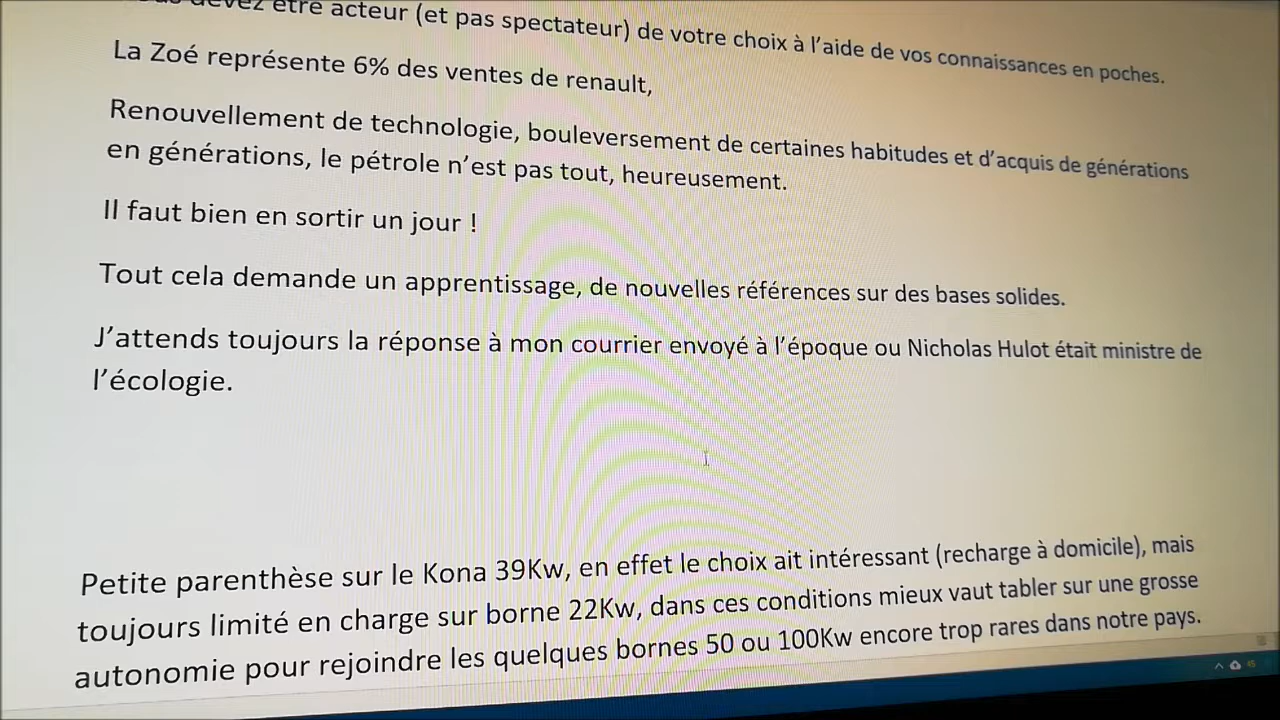 devez être acteur (et pas spectateur) de votre choix à l'aide de vos connaissances en poches.
La Zoé représente 6% des ventes de renault,
Renouvellement de technologie, bouleversement de certaines habitudes et d'acquis de générations
en générations, le pétrole n'est pas tout, heureusement.
Il faut bien en sortir un jour !
Tout cela demande un apprentissage, de nouvelles références sur des bases solides.
J'attends toujours la réponse à mon courrier envoyé à l'époque ou Nicholas Hulot était ministre de
l'écologie.
Petite parenthèse sur le Kona 39Kw, en effet le choix ait intéressant (recharge à domicile), mais
toujours limité en charge sur borne 22Kw, dans ces conditions mieux vaut tabler sur une grosse
autonomie pour rejoindre les quelques bornes 50 ou 100Kw encore trop rares dans notre pays.